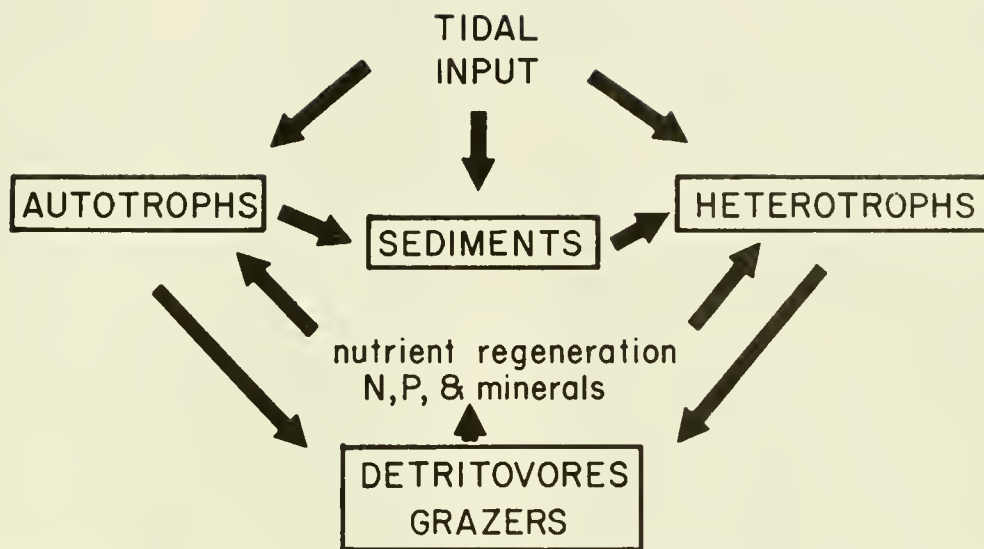 TIDAL
INPUT
AUTOTROPHS
SEDIMENTS
HETEROTROPHS
nutrient regeneration
N,P, & minerals
DETRITOVORES
GRAZERS